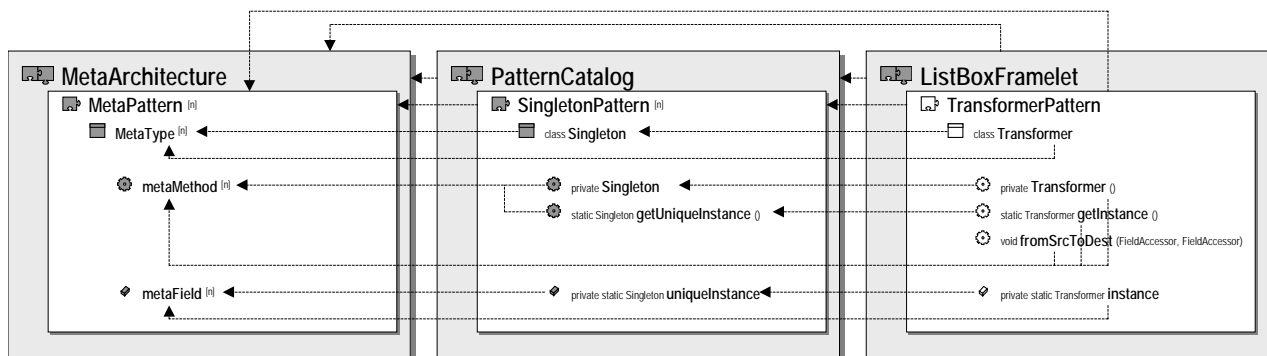 MetaArchitecture
MetaPattern [n]
MetaType [n]
metaMethod [n]
metaField [n]
PatternCatalog
SingletonPattern [n]
class Singleton
private Singleton
static Singleton getUniqueInstance ()
private static Singleton uniqueInstance
ListBoxFramelet
TransformerPattern
class Transformer
private Transformer ()
static Transformer getInstance ()
void fromSrcToDest (FieldAccessor, FieldAccessor)
private static Transformer instance